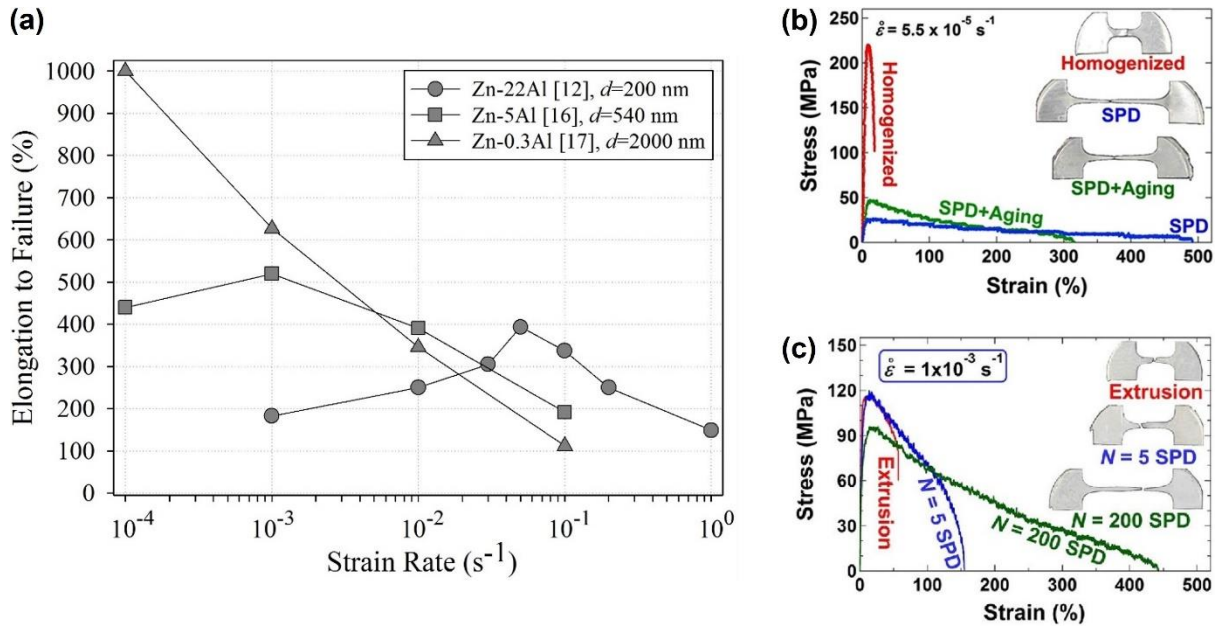 (a)
Elongation to Failure (%)
1000
900
800
700
600
500
400
300
200
100
0
Zn-22Al [12], d=200 nm
Zn-5Al [16], d=540 nm
Zn-0.3Al [17], d=2000 nm
10⁻⁴
10⁻³
10⁻²
10⁻¹
10⁰
Strain Rate (s⁻¹)
(b)
Stress (MPa)
250
200
150
100
50
0
ε̊ = 5.5 x 10⁻⁵ s⁻¹
Homogenized
Homogenized
SPD
SPD+Aging
SPD+Aging
SPD
0
100
200
300
400
500
Strain (%)
(c)
Stress (MPa)
150
120
90
60
30
0
ε̊ = 1x10⁻³ s⁻¹
Extrusion
N = 5 SPD
N = 200 SPD
Extrusion
N = 5 SPD
N = 200 SPD
0
100
200
300
400
500
Strain (%)